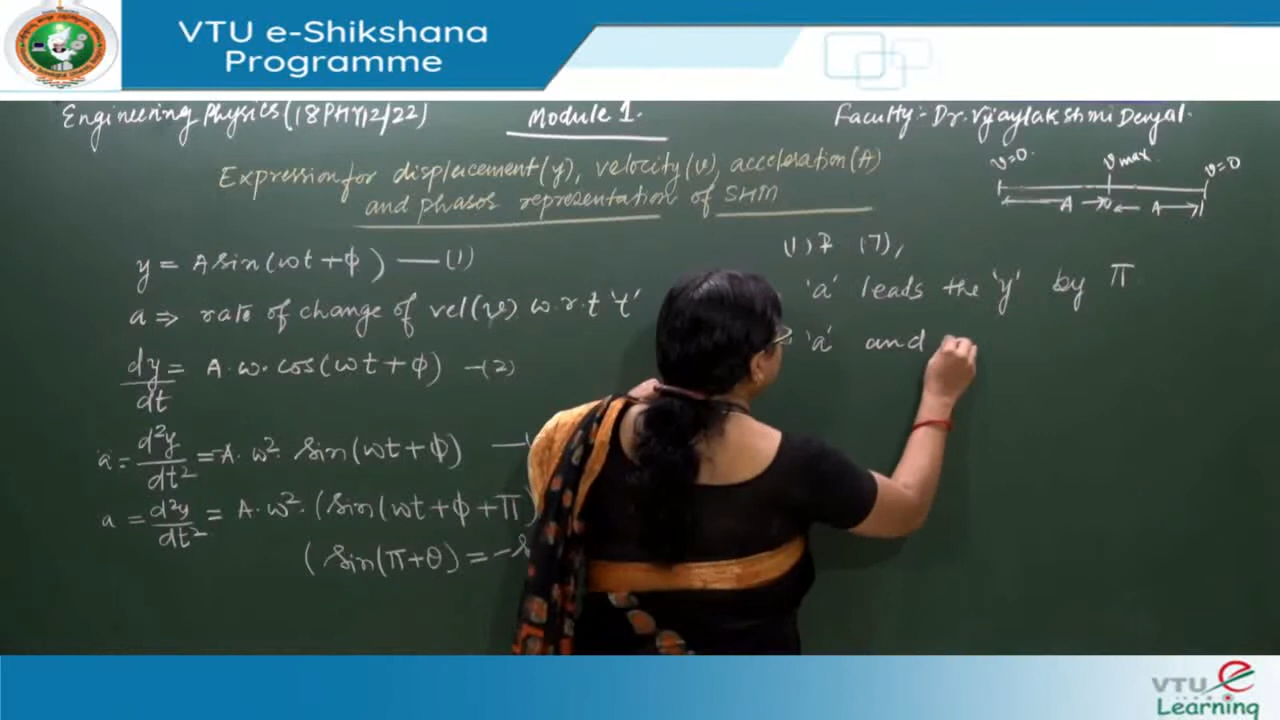 VTU e-Shikshana
Programme
Engineering Physics (18PHY12/22)
Module 1.
Faculty:- Dr. Vijaylakshmi Dengal.
Expression for displacement (y), velocity (v), acceleration (A)
and phasor representation of SHM
v=0.
v max.
v=0
A
A
y = A sin(ωt + ϕ) — (1)
a ⇒ rate of change of vel(v) w.r.t 't'
dy/dt = A.ω.cos(ωt + ϕ) — (2)
a = d²y/dt² = -A.ω². sin(ωt + ϕ) —
a = d²y/dt² = A.ω².(sin(ωt + ϕ + π)
(sin(π+θ) = -s
(1) & (7),
'a' leads the 'y' by π
'a' and
VTU e
Learning